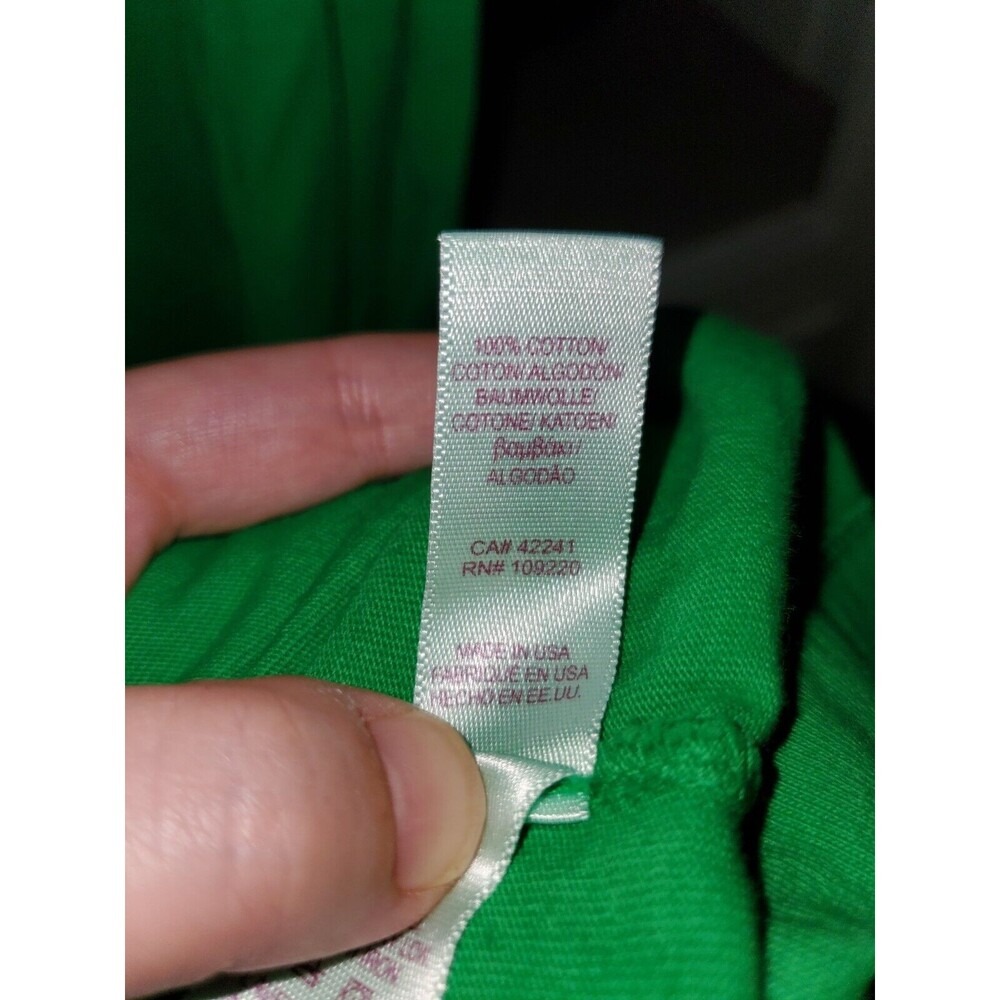 100% COTTON/
COTON/ ALGODÓN/
BAUMWOLLE/
COTONE/ KATOEN/
βαμβακι/
ALGODÃO
CA# 42241
RN# 109220
MADE IN USA
FABRIQUÉ EN USA
HECHO EN EE.UU.